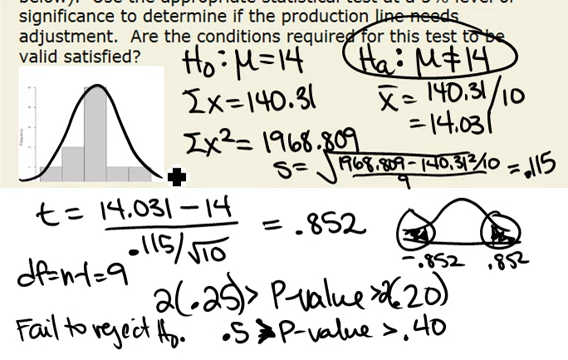 below). Use the appropriate statistical test at a 5% level of
significance to determine if the production line needs
adjustment. Are the conditions required for this test to be
valid satisfied?
H₀: μ=14
Hₐ: μ≠14
Σx=140.31
x̄ = 140.31/10
= 14.031
Σx²= 1968.809
s= √(1968.809-140.31²/10 / 9) = .115
t = (14.031-14) / (.115/√10) = .852
-.852 .852
df=n-1=9
2(.25)> P-value >2(.20)
Fail to reject H₀. .5 > P-value > .40